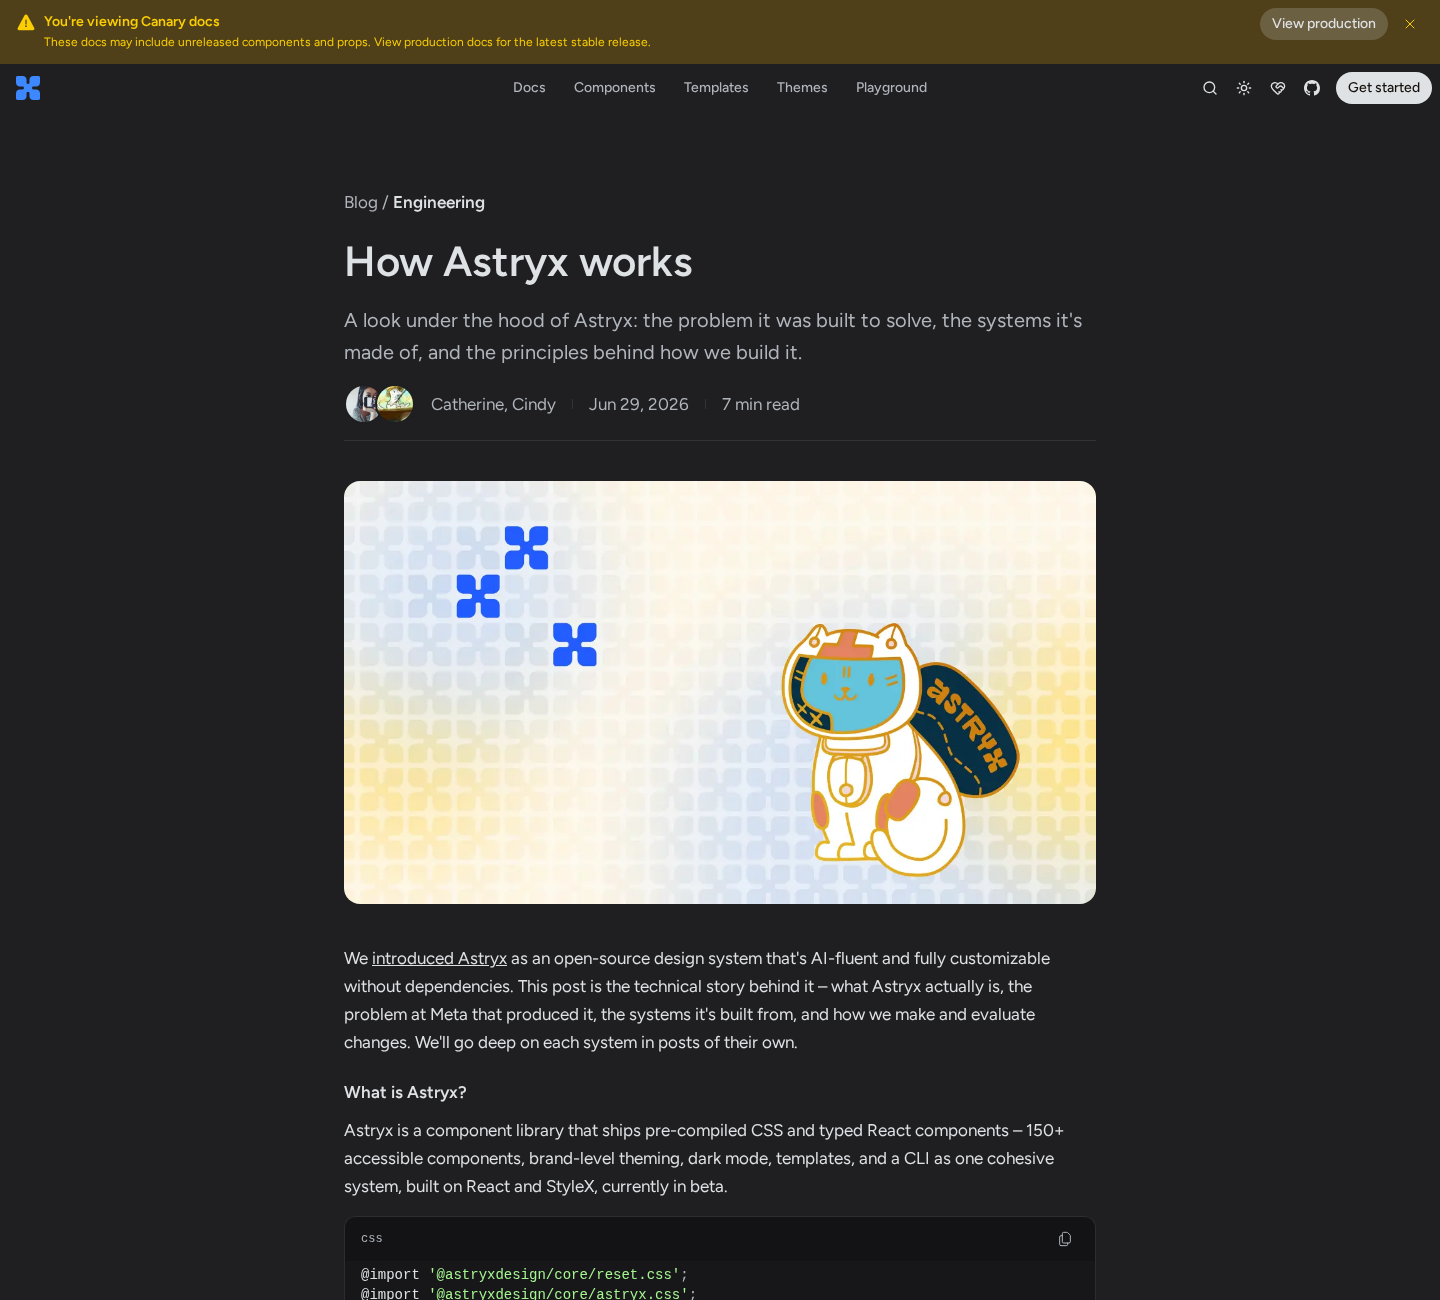 You're viewing Canary docs
These docs may include unreleased components and props. View production docs for the latest stable release.
View production
Docs
Components
Templates
Themes
Playground
Get started
Blog / Engineering
How Astryx works
A look under the hood of Astryx: the problem it was built to solve, the systems it's
made of, and the principles behind how we build it.
Catherine, Cindy
Jun 29, 2026
7 min read
ASTRYX
We introduced Astryx as an open-source design system that's AI-fluent and fully customizable
without dependencies. This post is the technical story behind it – what Astryx actually is, the
problem at Meta that produced it, the systems it's built from, and how we make and evaluate
changes. We'll go deep on each system in posts of their own.
What is Astryx?
Astryx is a component library that ships pre-compiled CSS and typed React components – 150+
accessible components, brand-level theming, dark mode, templates, and a CLI as one cohesive
system, built on React and StyleX, currently in beta.
css
@import '@astryxdesign/core/reset.css';
@import '@astryxdesign/core/astryx.css';